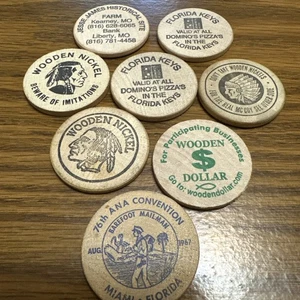 JESSE JAMES HISTORICAL SITE
FARM
Kearney, MO
(816) 628-6065
Bank
Liberty, MO
(816) 781-4458
FLORIDA KEYS
VALID AT ALL
DOMINO'S PIZZA'S
IN THE
FLORIDA KEYS
WOODEN NICKEL
BEWARE OF IMITATIONS
FLORIDA KEYS
VALID AT ALL
DOMINO'S PIZZA'S
IN THE
FLORIDA KEYS
TAKE WOODEN NICKELS
WOODEN NICKEL
For Participating Businesses
WOODEN
$
DOLLAR
Go to: woodendollar.com
76th ANA CONVENTION
BAREFOOT MAILMAN
AUG. 1967
MIAMI FLORIDA